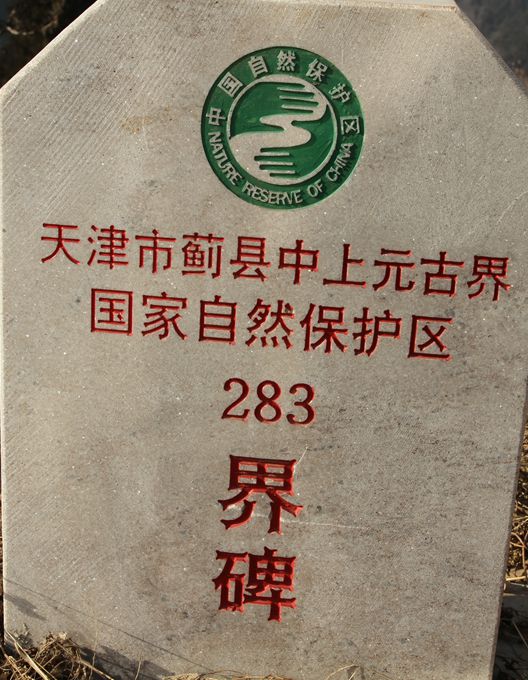 中国自然保护区
NATURE RESERVE OF CHINA
天津市蓟县中上元古界
国家自然保护区
283
界
碑